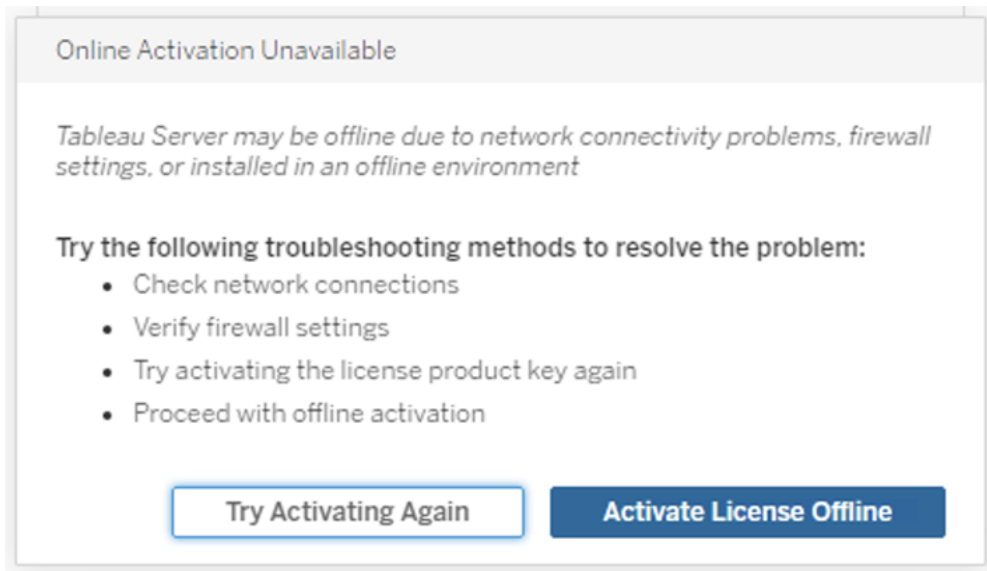 Online Activation Unavailable
Tableau Server may be offline due to network connectivity problems, firewall
settings, or installed in an offline environment
Try the following troubleshooting methods to resolve the problem:
• Check network connections
• Verify firewall settings
• Try activating the license product key again
• Proceed with offline activation
Try Activating Again
Activate License Offline